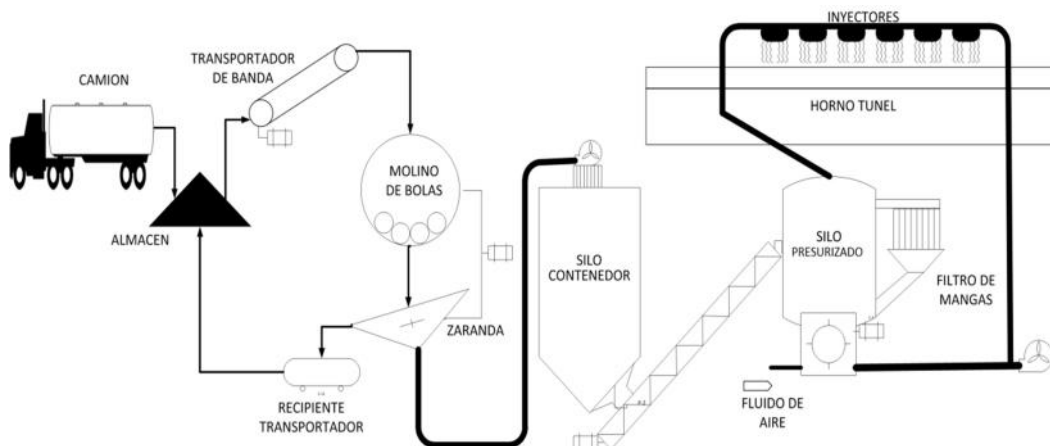 CAMION
TRANSPORTADOR
DE BANDA
ALMACEN
MOLINO
DE BOLAS
ZARANDA
RECIPIENTE
TRANSPORTADOR
SILO
CONTENEDOR
INYECTORES
HORNO TUNEL
SILO
PRESURIZADO
FILTRO DE
MANGAS
FLUIDO DE
AIRE